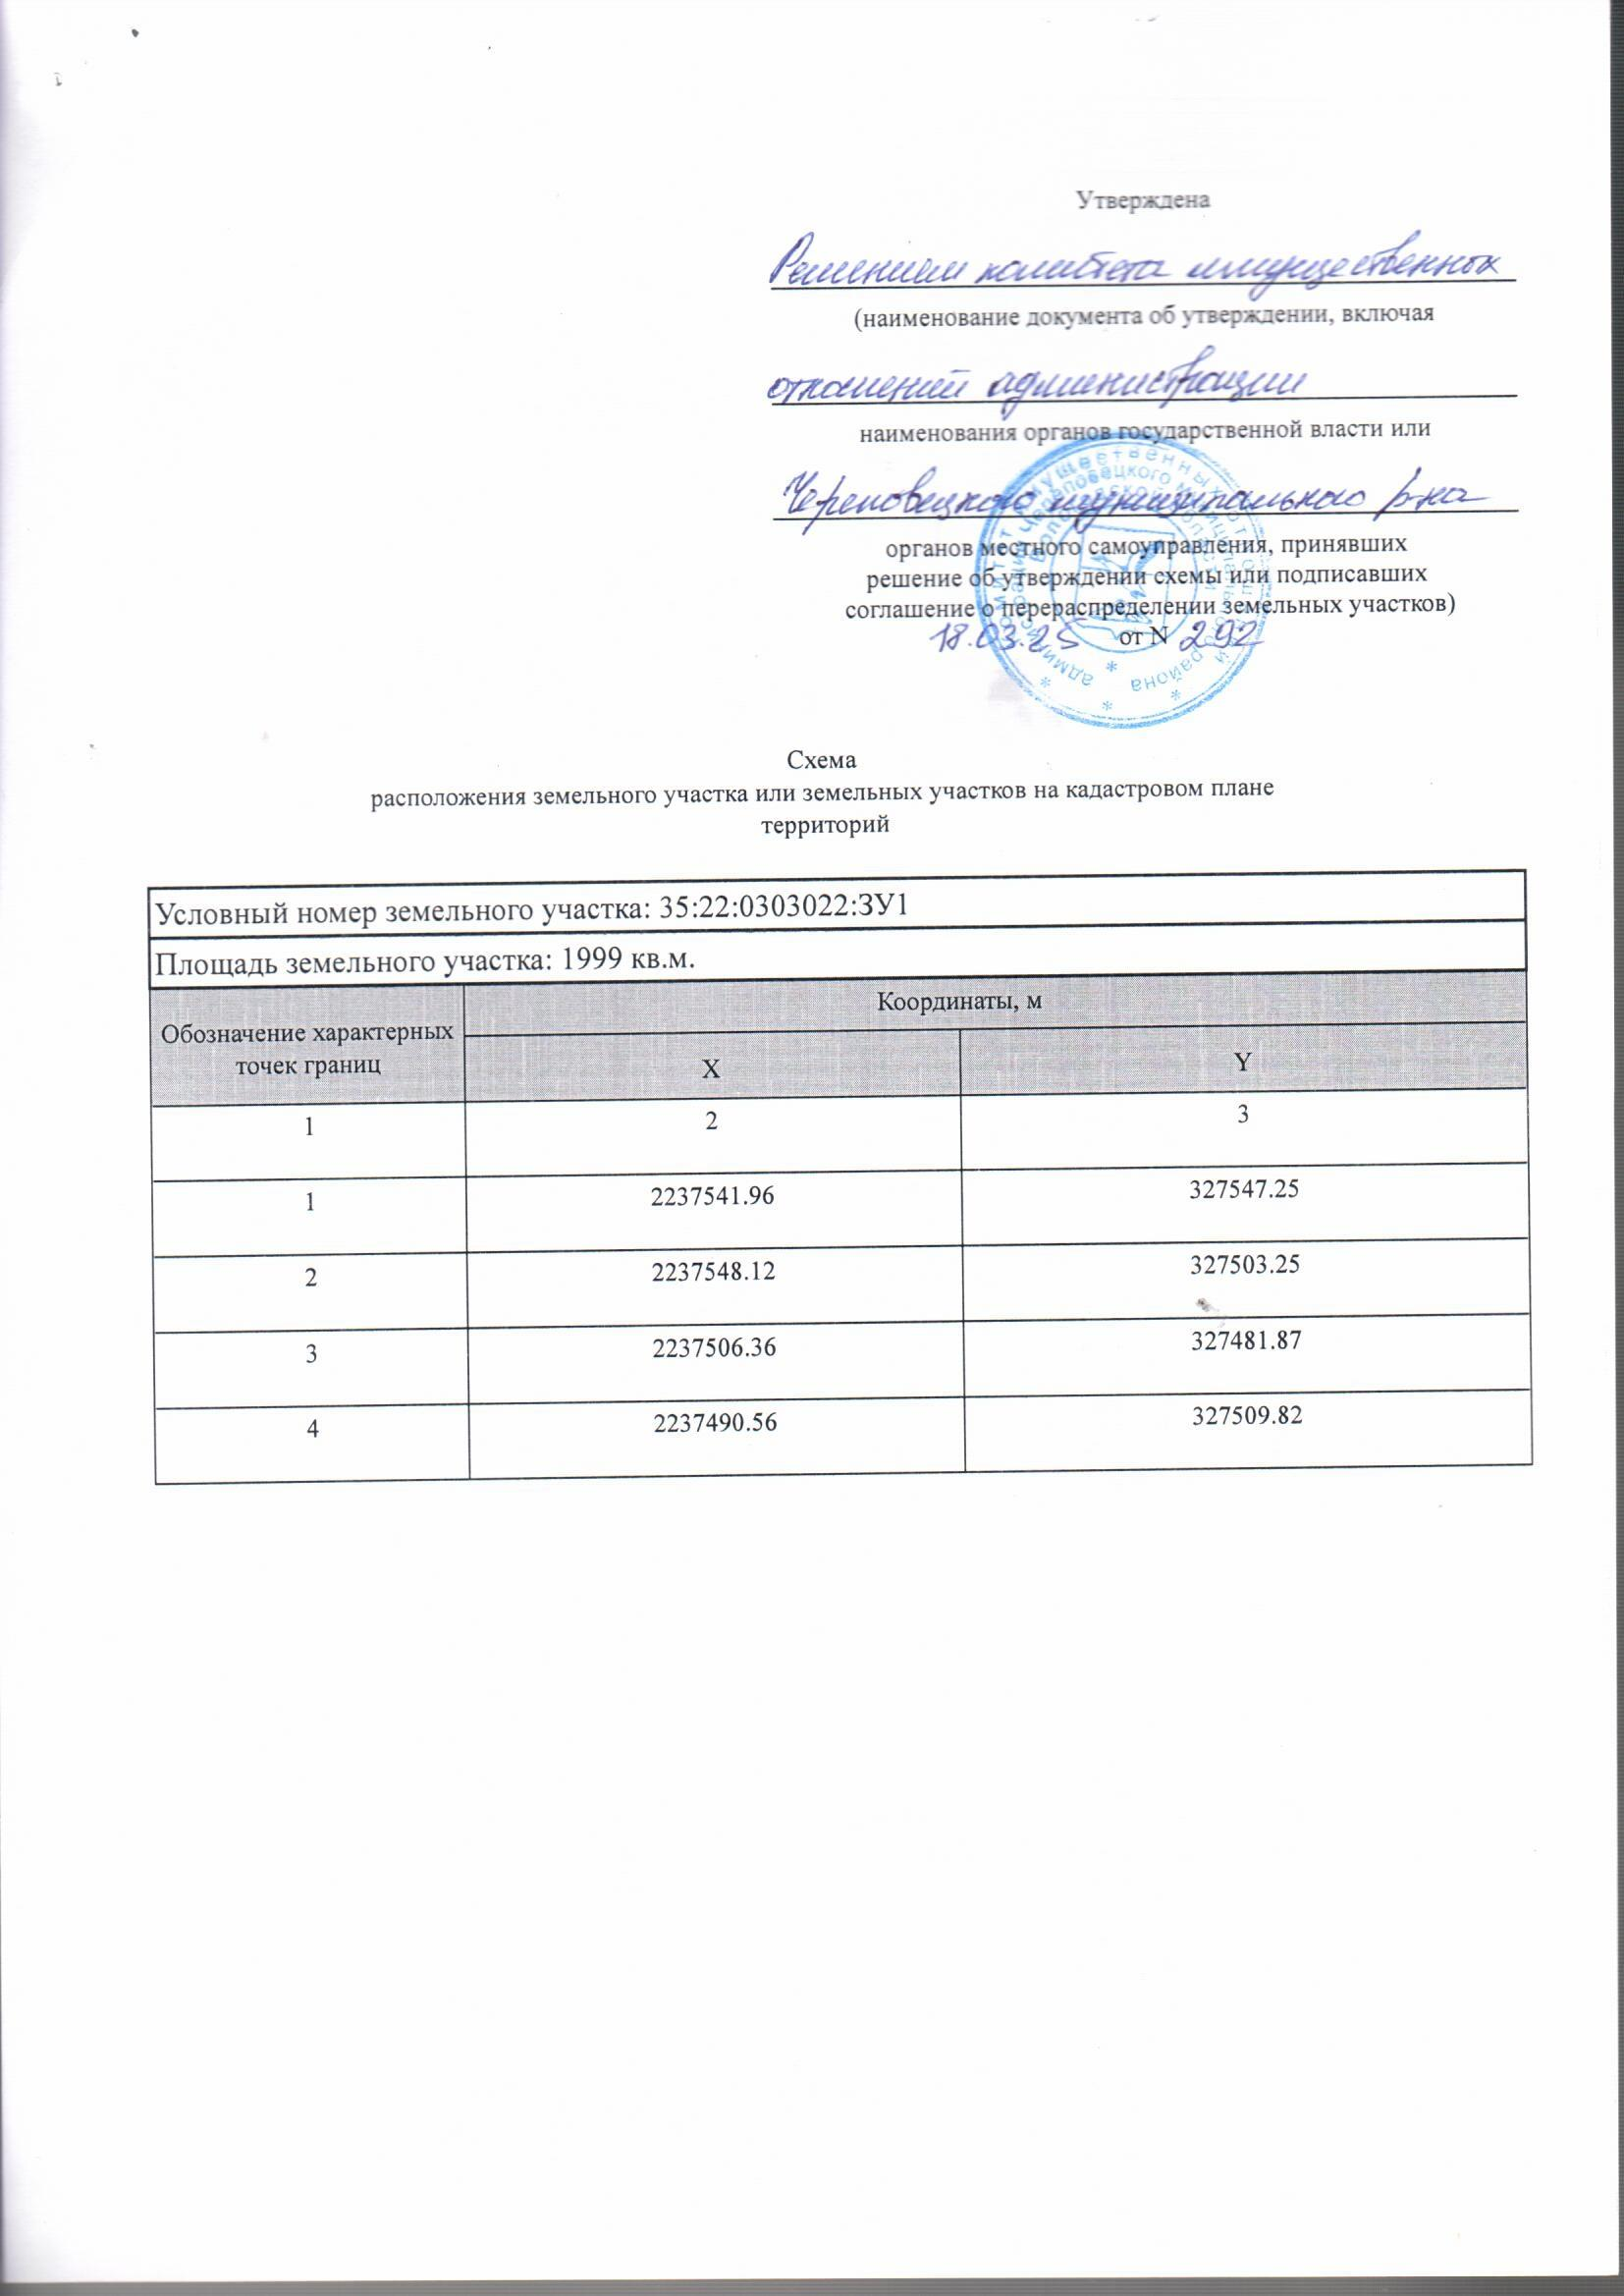 Утверждена
Решением комитета имущественных
(наименование документа об утверждении, включая
отношений администрации
наименования органов государственной власти или
Череповецкого муниципального р-на
органов местного самоуправления, принявших
решение об утверждении схемы или подписавших
соглашение о перераспределении земельных участков)
18.03.25 от N 292
Схема
расположения земельного участка или земельных участков на кадастровом плане
территорий
Условный номер земельного участка: 35:22:0303022:ЗУ1
Площадь земельного участка: 1999 кв.м.
Обозначение характерных
точек границ
Координаты, м
X Y
1 2 3
1 2237541.96 327547.25
2 2237548.12 327503.25
3 2237506.36 327481.87
4 2237490.56 327509.82